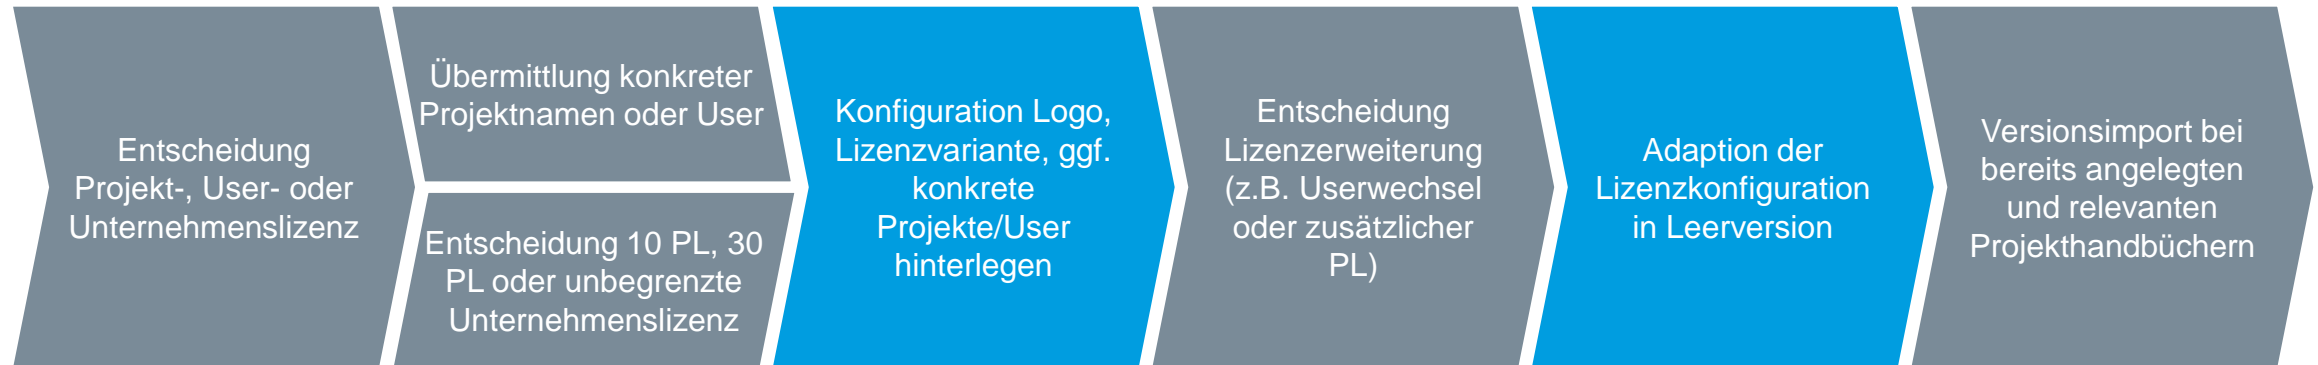 Entscheidung
Projekt-, User- oder
Unternehmenslizenz
Übermittlung konkreter
Projektnamen oder User
Entscheidung 10 PL, 30
PL oder unbegrenzte
Unternehmenslizenz
Konfiguration Logo,
Lizenzvariante, ggf.
konkrete
Projekte/User
hinterlegen
Entscheidung
Lizenzerweiterung
(z.B. Userwechsel
oder zusätzlicher
PL)
Adaption der
Lizenzkonfiguration
in Leerversion
Versionsimport bei
bereits angelegten
und relevanten
Projekthandbüchern